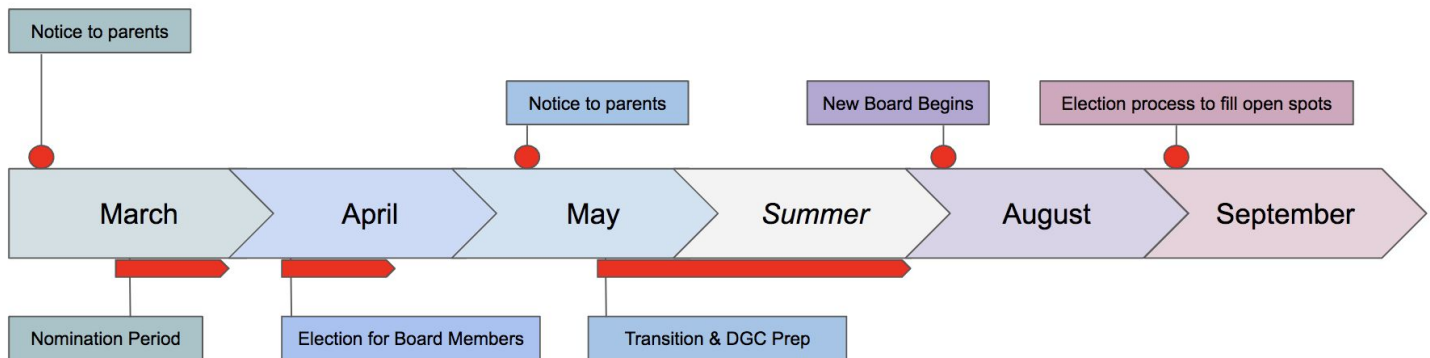 Notice to parents
Notice to parents
New Board Begins
Election process to fill open spots
March
April
May
Summer
August
September
Nomination Period
Election for Board Members
Transition & DGC Prep